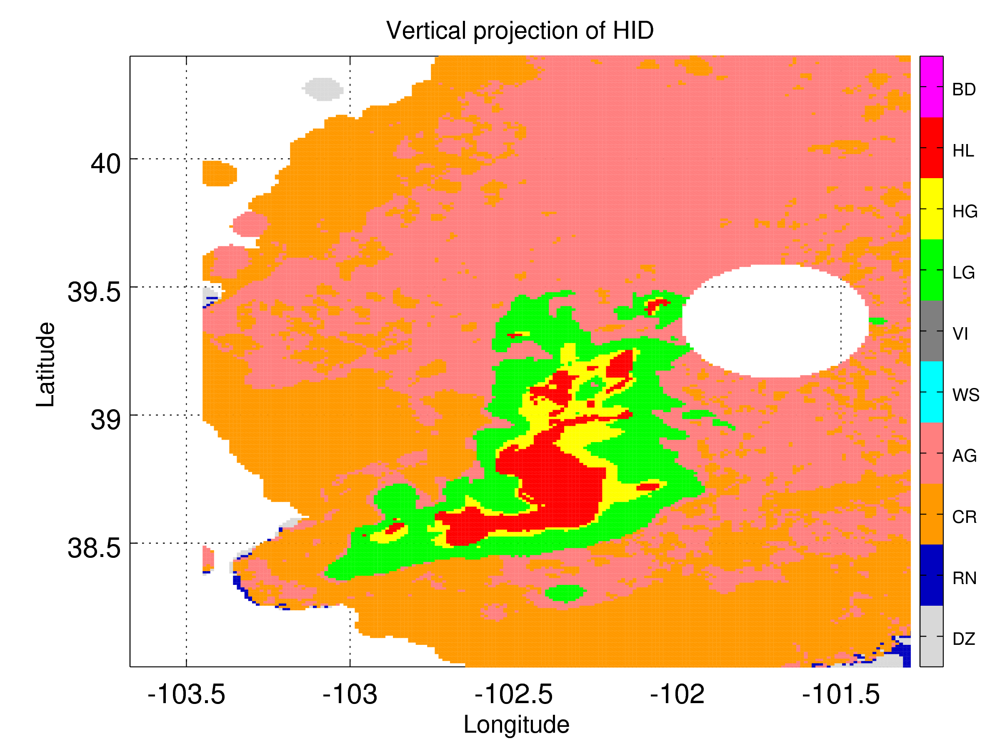 Vertical projection of HID
Latitude
40
39.5
39
38.5
-103.5
-103
-102.5
-102
-101.5
Longitude
BD
HL
HG
LG
VI
WS
AG
CR
RN
DZ